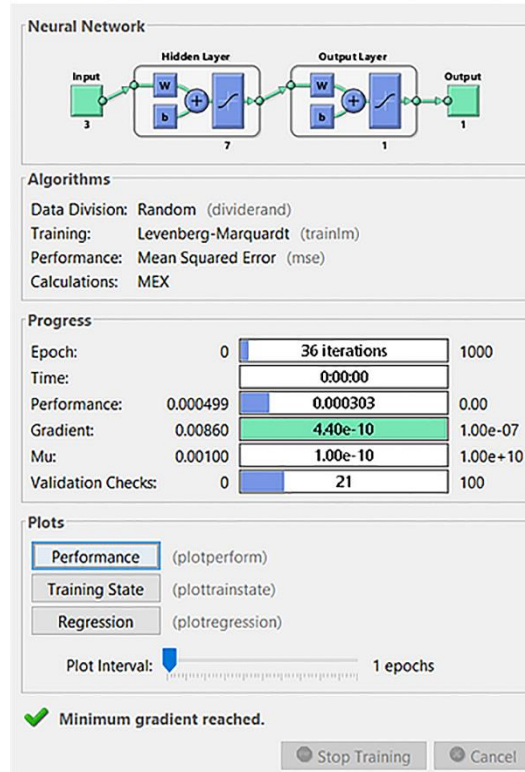 Neural Network
Hidden Layer Output Layer
Input Output
W W
+ +
b b
3 7 1 1
Algorithms
Data Division: Random (dividerand)
Training: Levenberg-Marquardt (trainlm)
Performance: Mean Squared Error (mse)
Calculations: MEX
Progress
Epoch: 0 36 iterations 1000
Time: 0:00:00
Performance: 0.000499 0.000303 0.00
Gradient: 0.00860 4.40e-10 1.00e-07
Mu: 0.00100 1.00e-10 1.00e+10
Validation Checks: 0 21 100
Plots
Performance (plotperform)
Training State (plottrainstate)
Regression (plotregression)
Plot Interval: 1 epochs
Minimum gradient reached.
Stop Training Cancel